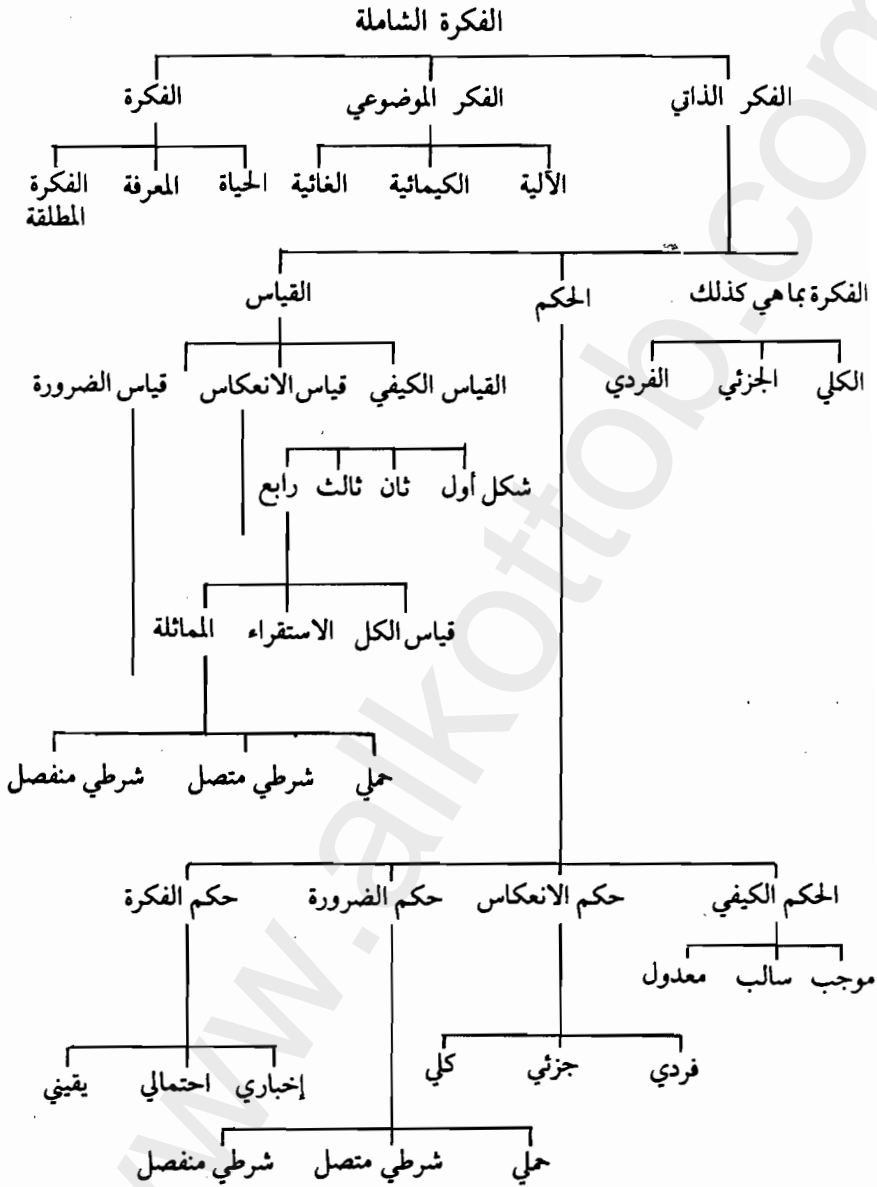 الفكرة الشاملة
الفكر الذاتي الفكر الموضوعي الفكرة
الآلية الكيمائية الغائية الحياة المعرفة الفكرة
المطلقة
الفكرة بما هي كذلك الحكم القياس
الكلي الجزئي الفردي القياس الكيفي قياس الانعكاس قياس الضرورة
شكل أول ثان ثالث رابع
قياس الكل الاستقراء المماثلة
حملي شرطي متصل شرطي منفصل
الحكم الكيفي حكم الانعكاس حكم الضرورة حكم الفكرة
موجب سالب معدول
فردي جزئي كلي إخباري احتمالي يقيني
حملي شرطي متصل شرطي منفصل
www.alkottob.com